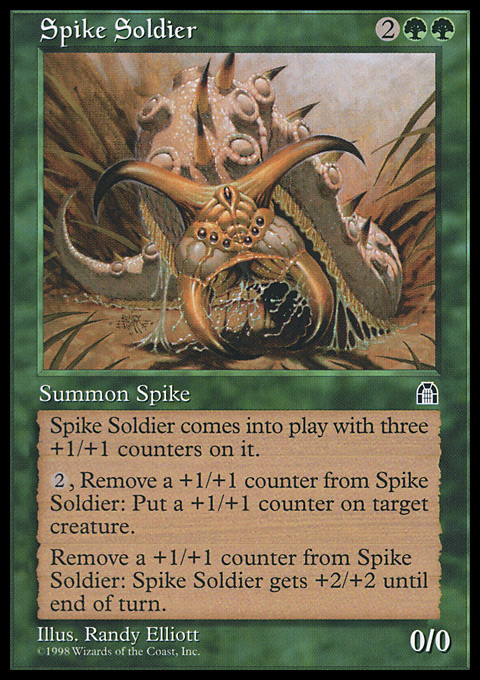 Spike Soldier 2
Summon Spike
Spike Soldier comes into play with three
+1/+1 counters on it.
2, Remove a +1/+1 counter from Spike
Soldier: Put a +1/+1 counter on target
creature.
Remove a +1/+1 counter from Spike
Soldier: Spike Soldier gets +2/+2 until
end of turn.
Illus. Randy Elliott
0/0
©1998 Wizards of the Coast, Inc.